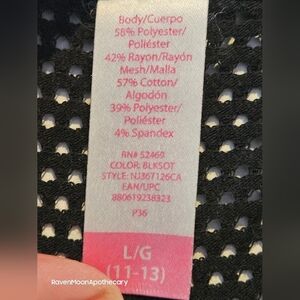 Body/Cuerpo
58% Polyester/
Poliéster
42% Rayon/Rayón
Mesh/Malla
57% Cotton/
Algodón
39% Polyester/
Poliéster
4% Spandex
RN# 52469
COLOR: BLKSOT
STYLE: NJ367126CA
EAN/UPC
880619238323
P36
L/G
(11-13)
RavenMoonApothecary